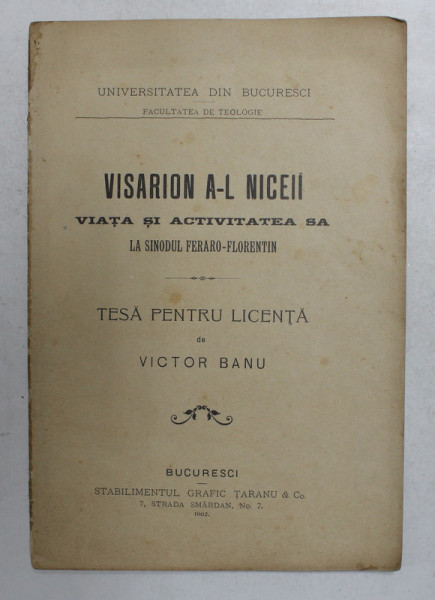 UNIVERSITATEA DIN BUCURESCI
FACULTATEA DE TEOLOGIE
VISARION A-L NICEII
VIAȚA ȘI ACTIVITATEA SA
LA SINODUL FERARO-FLORENTIN
TESĂ PENTRU LICENȚĂ
de
VICTOR BANU
BUCURESCI
STABILIMENTUL GRAFIC ȚARANU & Co.
7, STRADA SMÂRDAN, No. 7.
1902.